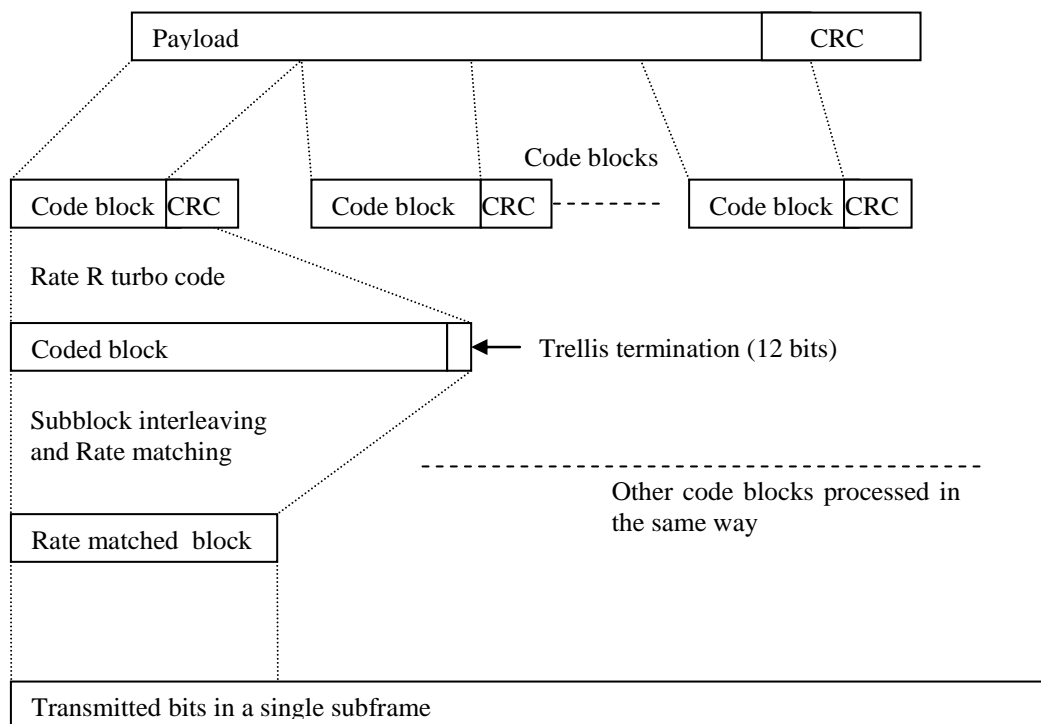 Payload
CRC
Code blocks
Code block
CRC
Code block
CRC
Code block
CRC
Rate R turbo code
Coded block
Trellis termination (12 bits)
Subblock interleaving
and Rate matching
Other code blocks processed in
the same way
Rate matched block
Transmitted bits in a single subframe